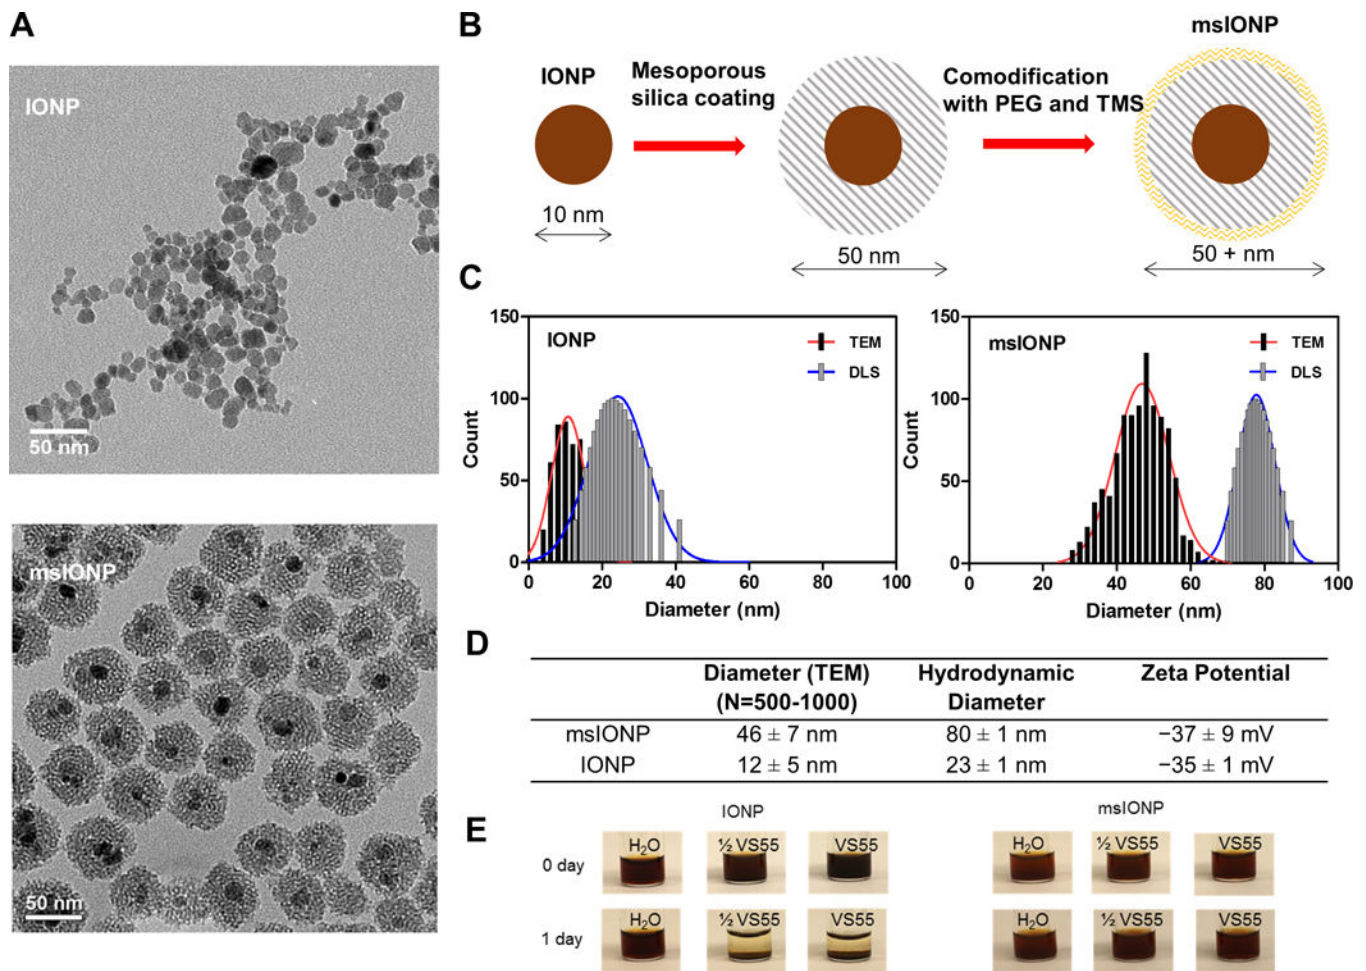 A
IONP
50 nm
msIONP
50 nm
B
msIONP
IONP
Mesoporous
silica coating
Comodification
with PEG and TMS
10 nm
50 nm
50 + nm
C
150
100
50
0
Count
IONP
TEM
DLS
0 20 40 60 80 100
Diameter (nm)
150
100
50
0
Count
msIONP
TEM
DLS
20 40 60 80 100
Diameter (nm)
D
Diameter (TEM) Hydrodynamic Zeta Potential
(N=500-1000) Diameter
msIONP 46 ± 7 nm 80 ± 1 nm −37 ± 9 mV
IONP 12 ± 5 nm 23 ± 1 nm −35 ± 1 mV
E
IONP msIONP
0 day H₂O ½ VS55 VS55 H₂O ½ VS55 VS55
1 day H₂O ½ VS55 VS55 H₂O ½ VS55 VS55